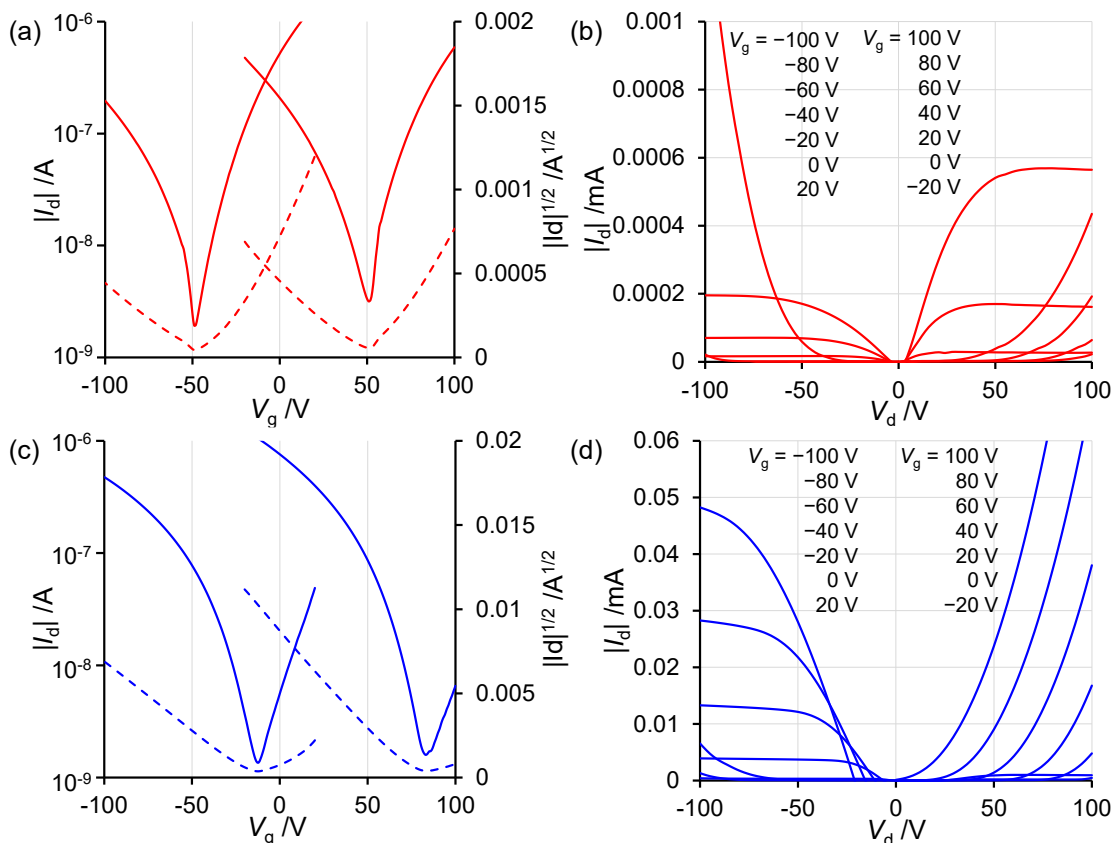 (a)
10⁻⁶
10⁻⁷
10⁻⁸
10⁻⁹
|I_d| /A
0.002
0.0015
0.001
0.0005
0
|Id|^{1/2} /A^{1/2}
-100
-50
0
50
100
V_g /V
(b)
0.001
0.0008
0.0006
0.0004
0.0002
0
|I_d| /mA
V_g = −100 V
−80 V
−60 V
−40 V
−20 V
0 V
20 V
V_g = 100 V
80 V
60 V
40 V
20 V
0 V
−20 V
-100
-50
0
50
100
V_d /V
(c)
10⁻⁶
10⁻⁷
10⁻⁸
10⁻⁹
|I_d| /A
0.02
0.015
0.01
0.005
0
|Id|^{1/2} /A^{1/2}
-100
-50
0
50
100
V_g /V
(d)
0.06
0.05
0.04
0.03
0.02
0.01
0
|I_d| /mA
V_g = −100 V
−80 V
−60 V
−40 V
−20 V
0 V
20 V
V_g = 100 V
80 V
60 V
40 V
20 V
0 V
−20 V
-100
-50
0
50
100
V_d /V